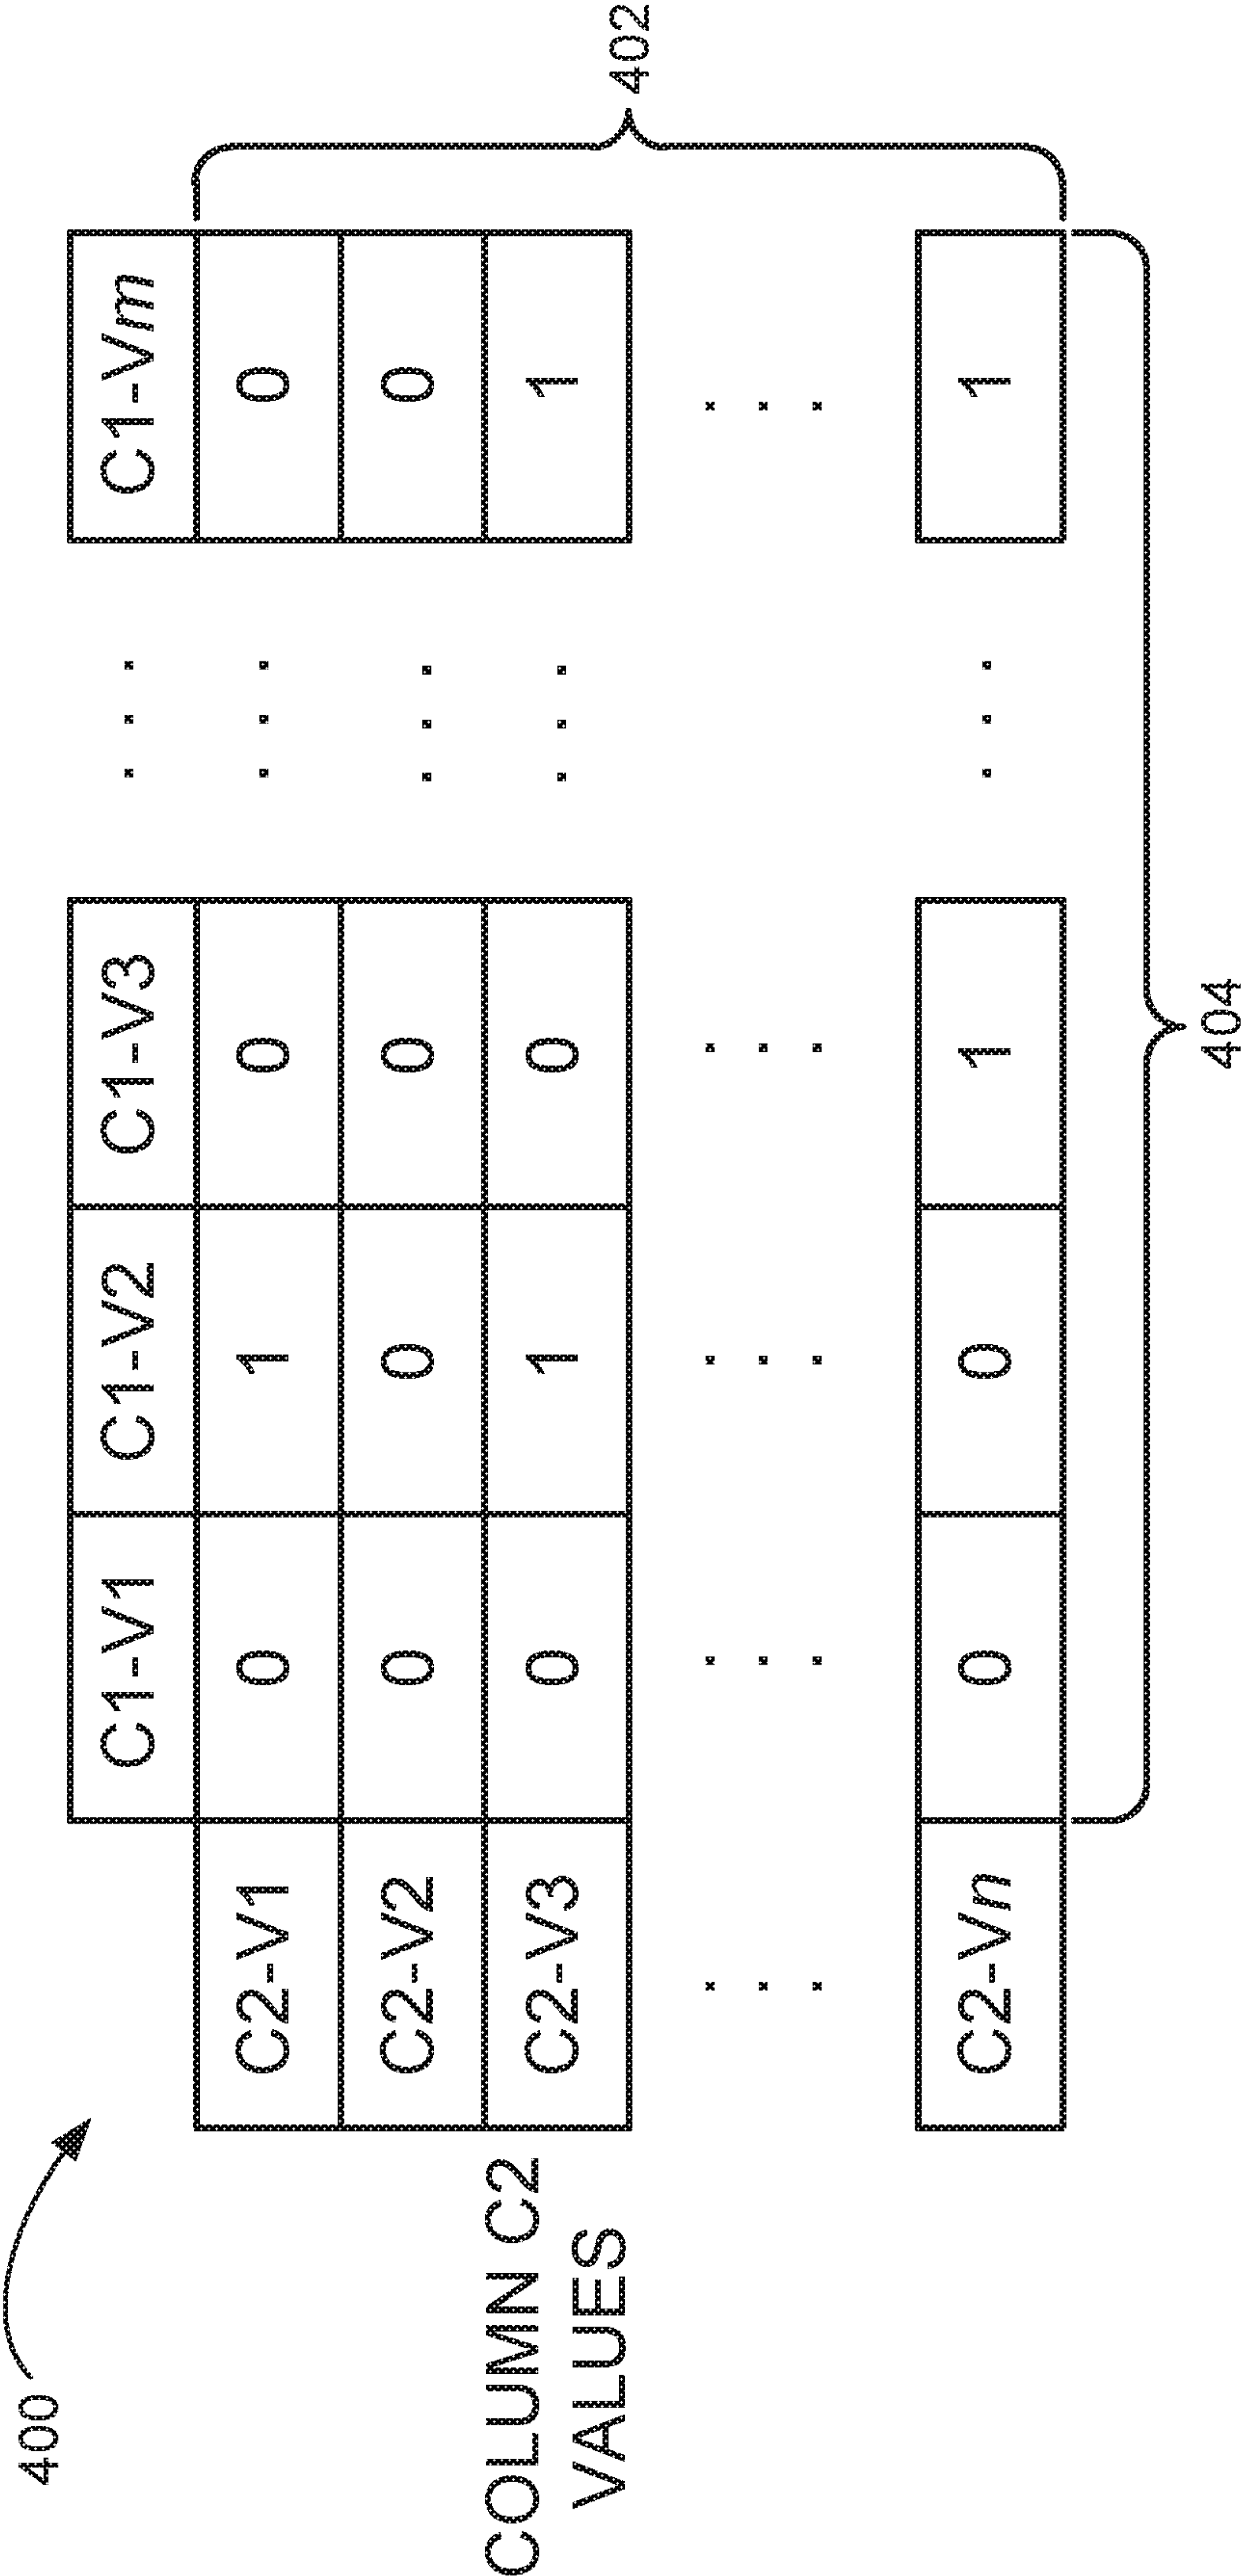 400
C1-V1 C1-V2 C1-V3 . . . C1-Vm
C2-V1 0 1 0 . . . 0
C2-V2 0 0 0 . . . 0
COLUMN C2
VALUES
C2-V3 0 1 0 . . . 1
402
. . . . . . . . . . . . . . .
C2-Vn 0 0 1 . . . 1
404